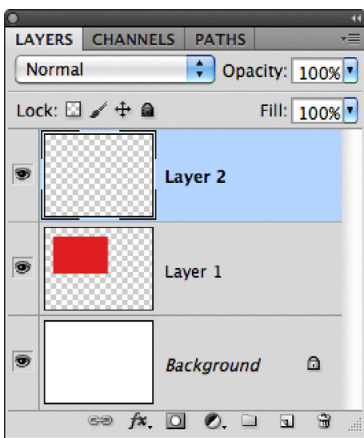 LAYERS CHANNELS PATHS
Normal Opacity: 100%
Lock: Fill: 100%
Layer 2
Layer 1
Background
fx.